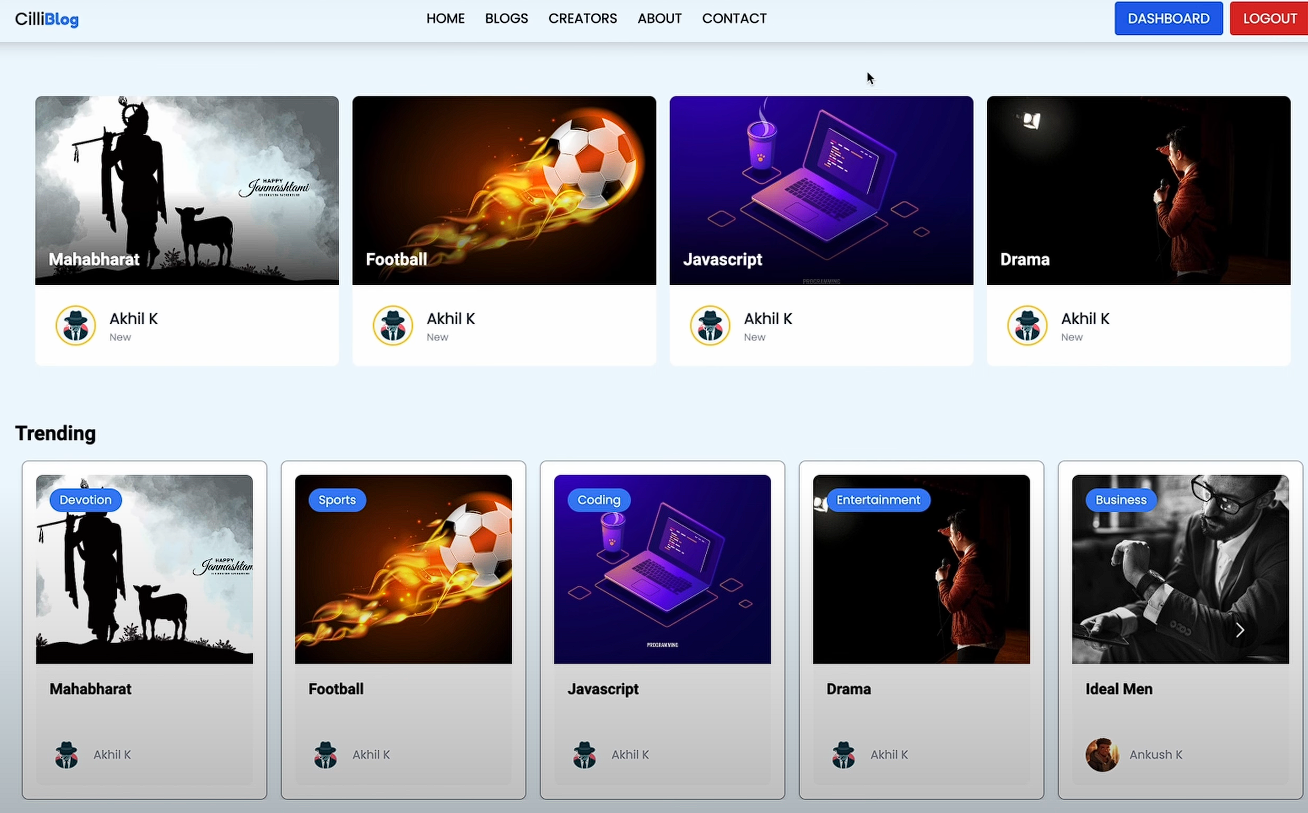 CilliBlog
HOME BLOGS CREATORS ABOUT CONTACT
DASHBOARD LOGOUT
HAPPY
Janmashtami
Mahabharat
Football
PROGRAMMING
Javascript
Drama
Akhil K
New
Akhil K
New
Akhil K
New
Akhil K
New
Trending
Devotion
HAPPY
Janmashtam
Mahabharat
Akhil K
Sports
Football
Akhil K
Coding
PROGRAMMING
Javascript
Akhil K
Entertainment
Drama
Akhil K
Business
Ideal Men
Ankush K